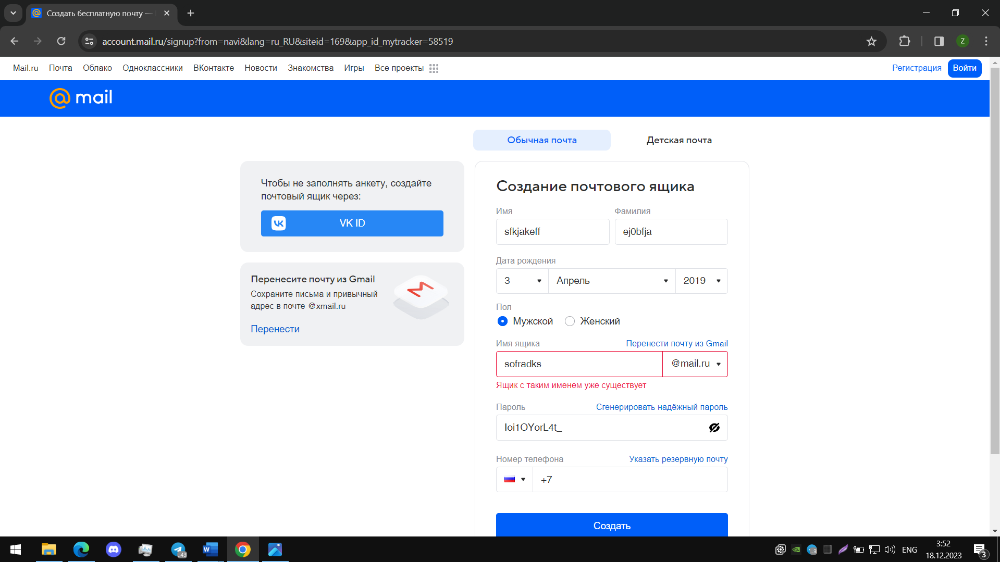 Создать бесплатную почту —
account.mail.ru/signup?from=navi&lang=ru_RU&siteid=169&app_id_mytracker=58519
Z
Mail.ru Почта Облако Одноклассники ВКонтакте Новости Знакомства Игры Все проекты
Регистрация Войти
@mail
Обычная почта Детская почта
Чтобы не заполнять анкету, создайте
почтовый ящик через:
VK ID
Перенесите почту из Gmail
Сохраните письма и привычный
адрес в почте @xmail.ru
Перенести
Создание почтового ящика
Имя Фамилия
sfkjakeff ej0bfja
Дата рождения
3 Апрель 2019
Пол
Мужской Женский
Имя ящика Перенести почту из Gmail
sofradks @mail.ru
Ящик с таким именем уже существует
Пароль Сгенерировать надёжный пароль
Ioi1OYorL4t_
Номер телефона Указать резервную почту
+7
Создать
43
ENG
3:52
18.12.2023
3